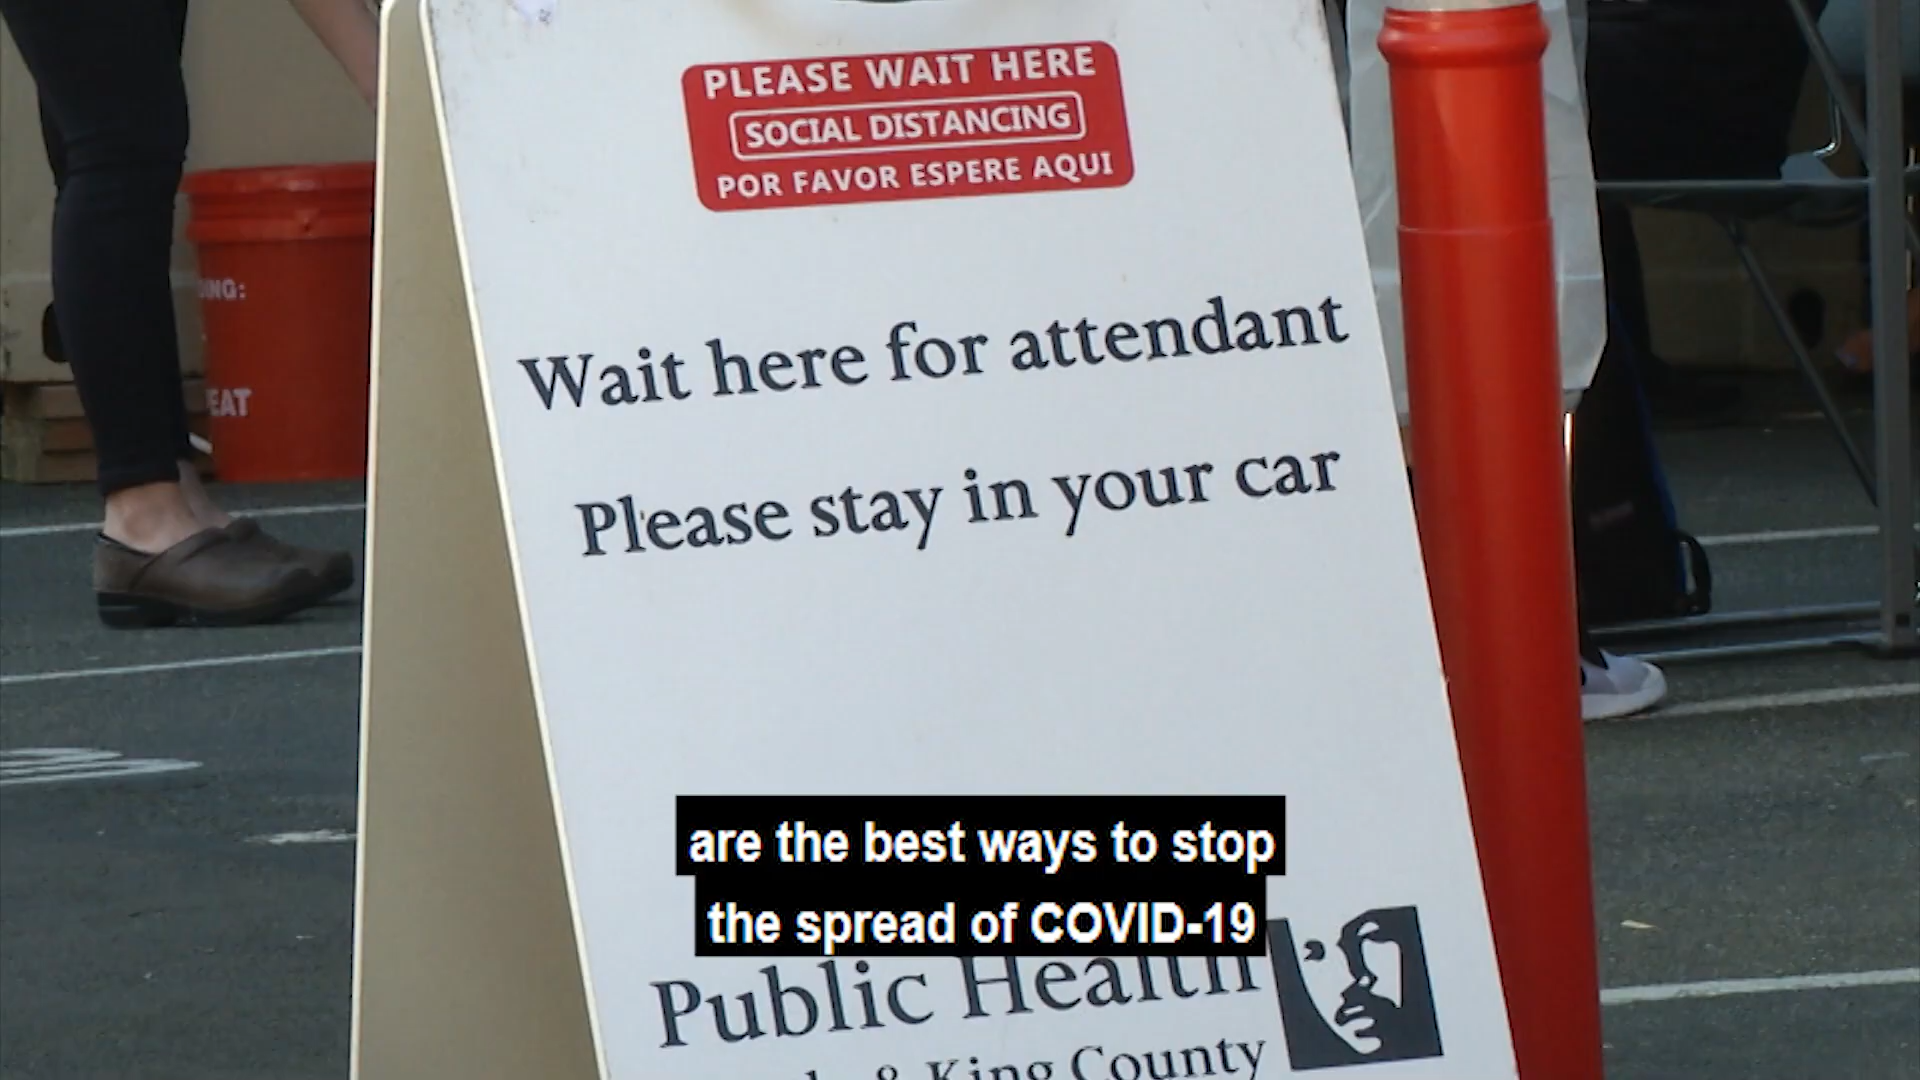 PLEASE WAIT HERE
SOCIAL DISTANCING
POR FAVOR ESPERE AQUI
Wait here for attendant
Please stay in your car
are the best ways to stop
the spread of COVID-19
Public Health
& King County
EAT